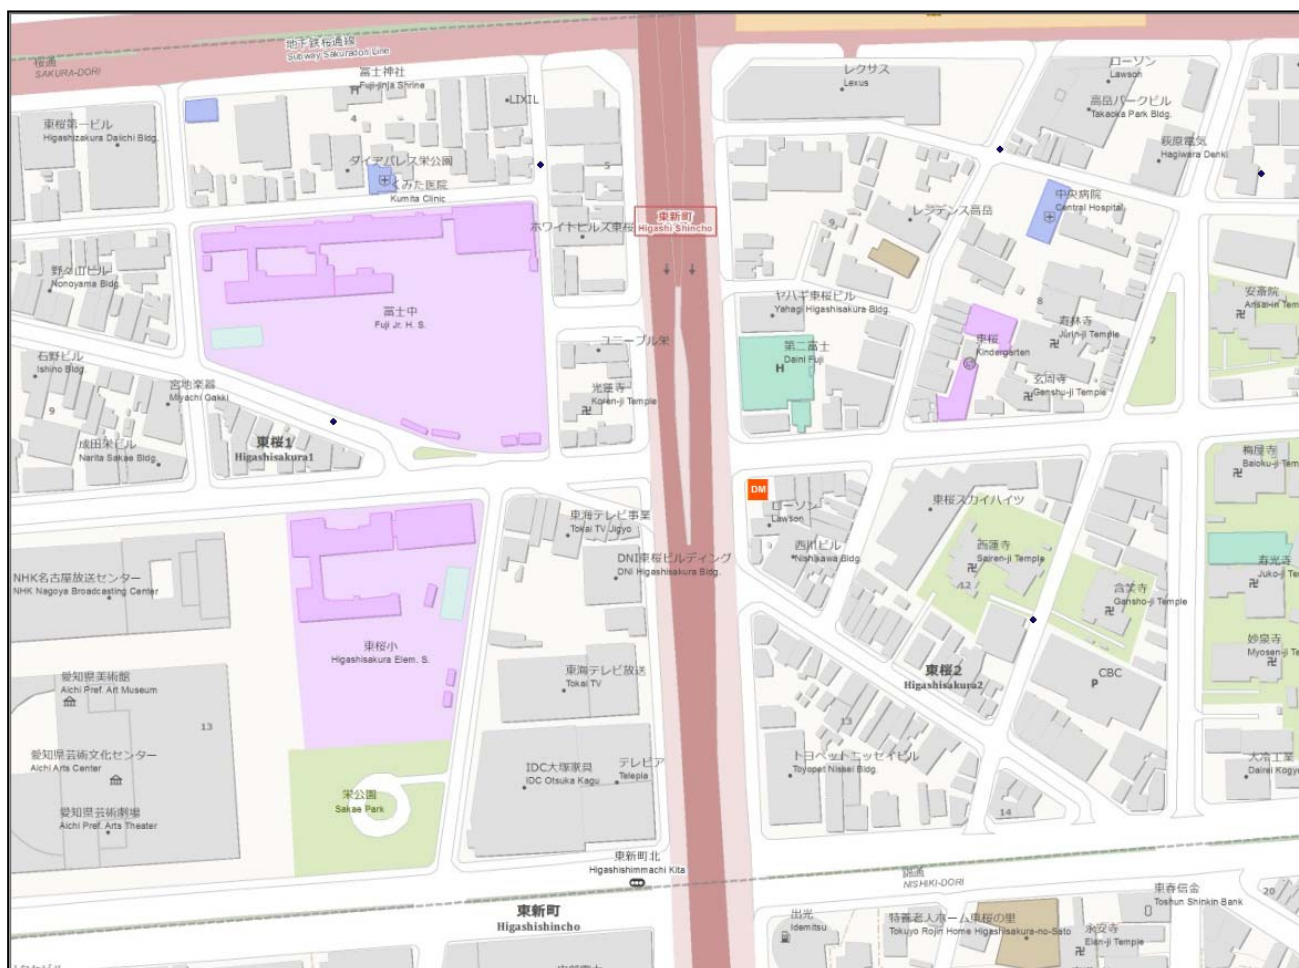 地下鉄桜通線
Subway Sakuradori Line
桜通
SAKURA-DORI
冨士神社
Fuji-jinja Shrine
4
LIXIL
東桜第一ビル
Higashizakura Daiichi Bldg.
ダイアパレス栄公園
くみた医院
Kumita Clinic
5
レクサス
Lexus
ローソン
Lawson
高岳パークビル
Takaoka Park Bldg.
萩原電気
Hagiwara Denki
中央病院
Central Hospital
レジデンス高岳
9
東新町
Higashi Shincho
ホワイトヒルズ東桜
野々山ビル
Nonoyama Bldg.
冨士中
Fuji Jr. H. S.
ヤハギ東桜ビル
Yahagi Higashisakura Bldg.
安斎院
Ansai-in Tem
8
寿林寺
Jurin-ji Temple
7
東桜
Kindergarten
玄周寺
Genshu-ji Temple
第二富士
Daini Fuji
H
ユニーブル栄
光蓮寺
Koren-ji Temple
石野ビル
Ishino Bldg.
宮地楽器
Miyachi Gakki
9
成田栄ビル
Narita Sakae Bldg.
東桜1
Higashisakura1
梅屋寺
Baioku-ji Tem
DM
ローソン
Lawson
東桜スカイハイツ
東海テレビ事業
Tokai TV Jigyo
西川ビル
Nishikawa Bldg.
西蓮寺
Sairen-ji Temple
12
DNI東桜ビルディング
DNI Higashisakura Bldg.
NHK名古屋放送センター
NHK Nagoya Broadcasting Center
含笑寺
Gansho-ji Temple
寿光寺
Juko-ji Tem
妙泉寺
Myosen-ji Te
東桜小
Higashisakura Elem. S.
東海テレビ放送
Tokai TV
東桜2
Higashisakura2
CBC
P
愛知県美術館
Aichi Pref. Art Museum
13
13
愛知県芸術文化センター
Aichi Arts Center
IDC大塚家具
IDC Otsuka Kagu
テレピア
Telepia
トヨペットニッセイビル
Toyopet Nissei Bldg.
大冷工業
Dairei Kogyo
栄公園
Sakae Park
愛知県芸術劇場
Aichi Pref. Arts Theater
14
東新町北
Higashishimmachi Kita
錦通
NISHIKI-DORI
東春信金
Toshun Shinkin Bank
20
東新町
Higashishincho
出光
Idemitsu
特養老人ホーム東桜の里
Tokuyo Rojin Home Higashisakura-no-Sato
永安寺
Eian-ji Temple